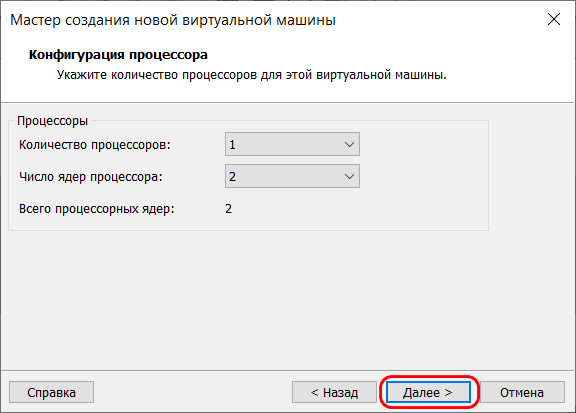 Мастер создания новой виртуальной машины
Конфигурация процессора
Укажите количество процессоров для этой виртуальной машины.
Процессоры
Количество процессоров: 1
Число ядер процессора: 2
Всего процессорных ядер: 2
Справка < Назад Далее > Отмена